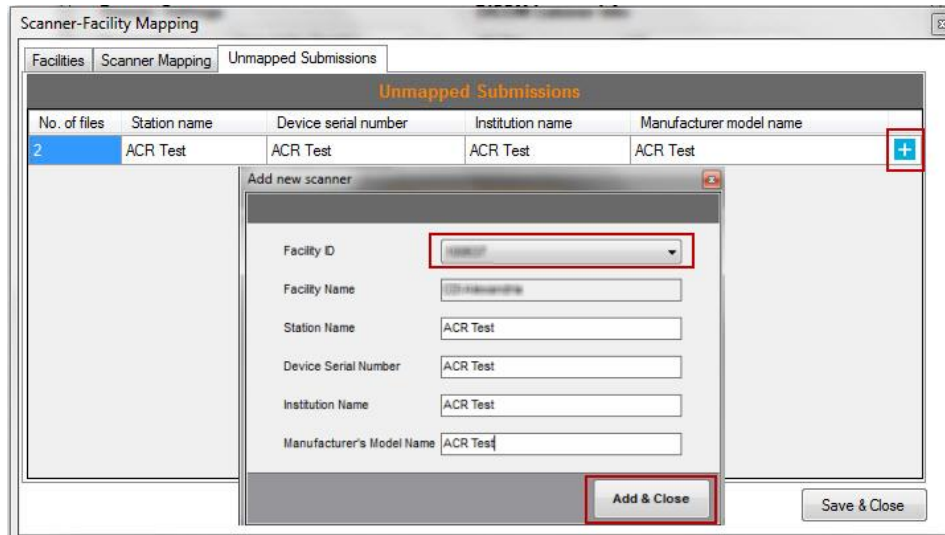 Scanner-Facility Mapping
Facilities Scanner Mapping Unmapped Submissions
Unmapped Submissions
No. of files Station name Device serial number Institution name Manufacturer model name
2 ACR Test ACR Test ACR Test ACR Test +
Add new scanner
Facility ID
Facility Name
Station Name ACR Test
Device Serial Number ACR Test
Institution Name ACR Test
Manufacturer's Model Name ACR Test
Add & Close
Save & Close